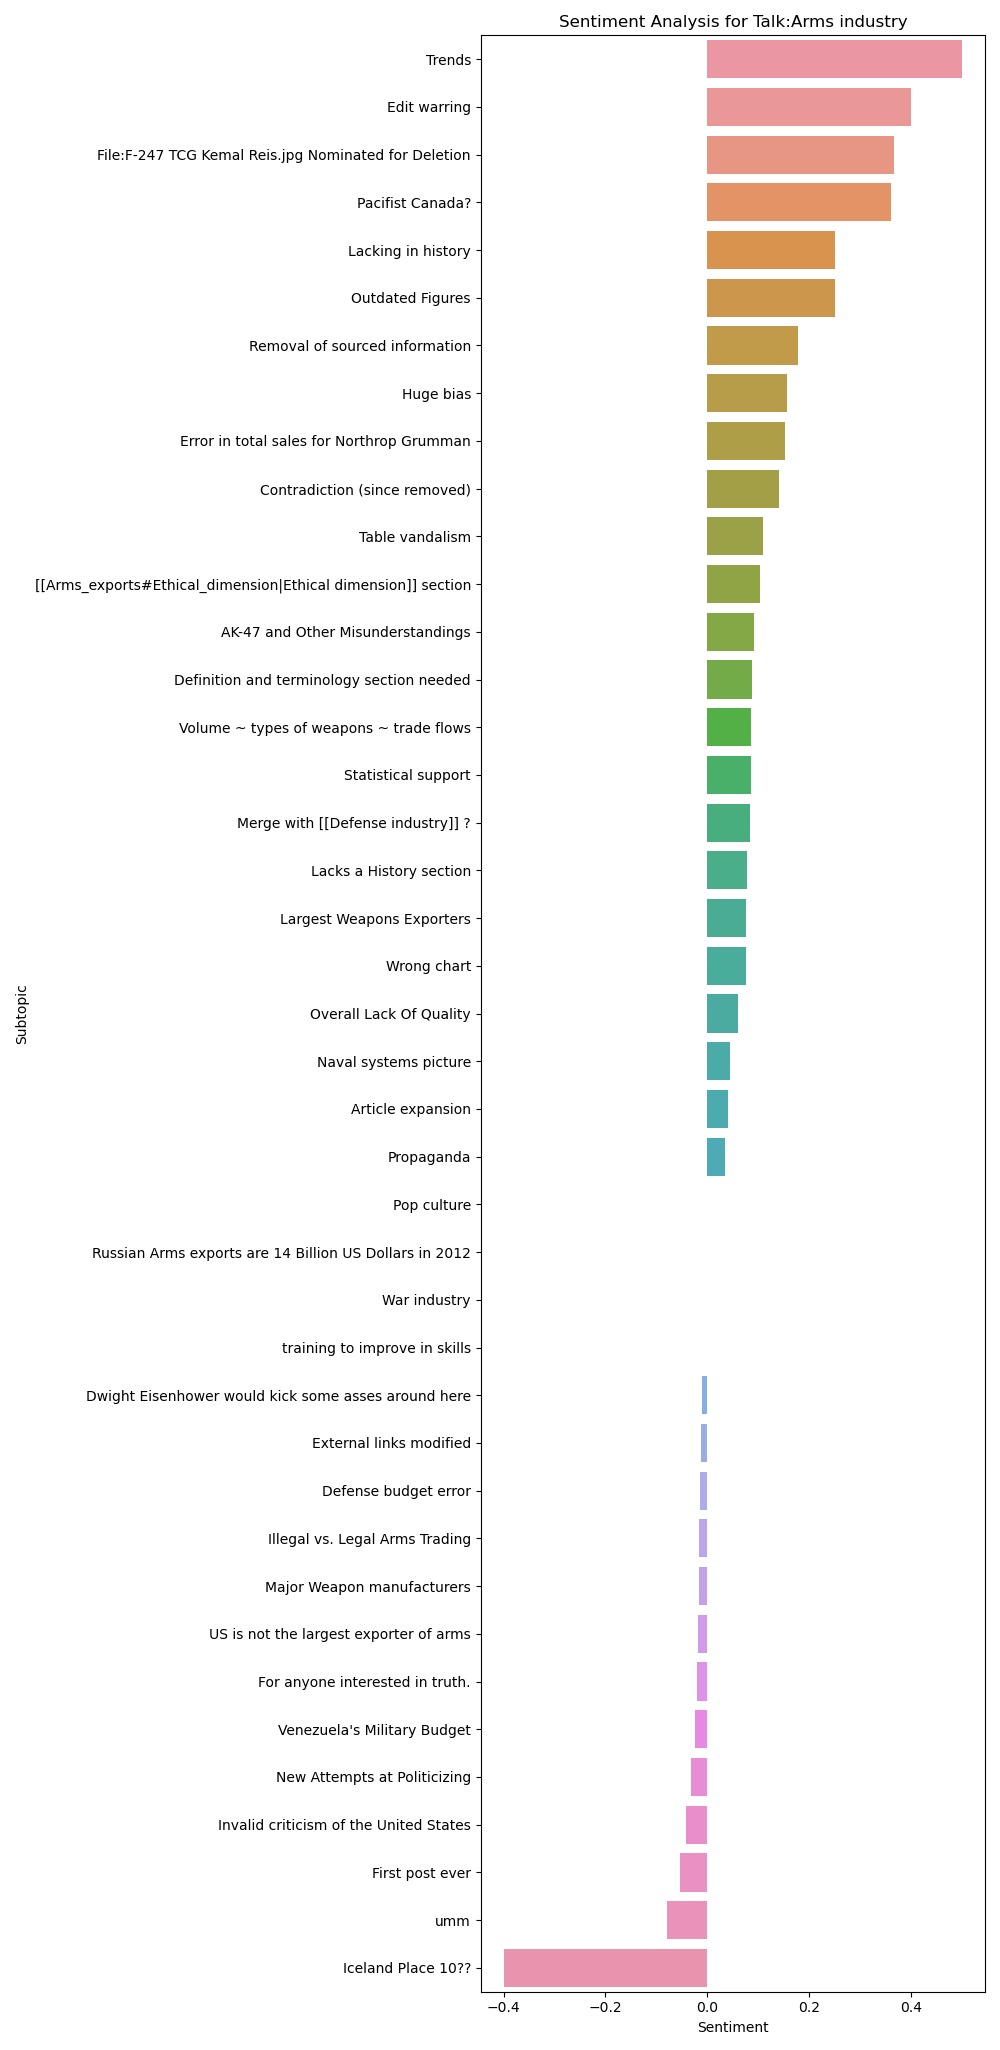 Sentiment Analysis for Talk:Arms industry
Trends
Edit warring
File:F-247 TCG Kemal Reis.jpg Nominated for Deletion
Pacifist Canada?
Lacking in history
Outdated Figures
Removal of sourced information
Huge bias
Error in total sales for Northrop Grumman
Contradiction (since removed)
Table vandalism
[[Arms_exports#Ethical_dimension|Ethical dimension]] section
AK-47 and Other Misunderstandings
Definition and terminology section needed
Volume ~ types of weapons ~ trade flows
Statistical support
Merge with [[Defense industry]] ?
Lacks a History section
Largest Weapons Exporters
Wrong chart
Overall Lack Of Quality
Naval systems picture
Article expansion
Propaganda
Pop culture
Russian Arms exports are 14 Billion US Dollars in 2012
War industry
training to improve in skills
Dwight Eisenhower would kick some asses around here
External links modified
Defense budget error
Illegal vs. Legal Arms Trading
Major Weapon manufacturers
US is not the largest exporter of arms
For anyone interested in truth.
Venezuela's Military Budget
New Attempts at Politicizing
Invalid criticism of the United States
First post ever
umm
Iceland Place 10??
Subtopic
−0.4 −0.2 0.0 0.2 0.4
Sentiment